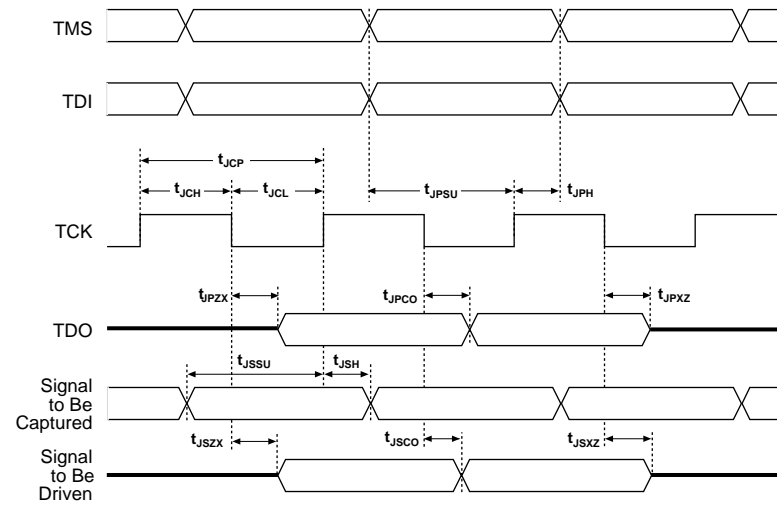 TMS
TDI
tJCP
tJCH
tJCL
tJPSU
tJPH
TCK
tJPZX
tJPCO
tJPXZ
TDO
tJSSU
tJSH
Signal
to Be
Captured
tJSZX
tJSCO
tJSXZ
Signal
to Be
Driven